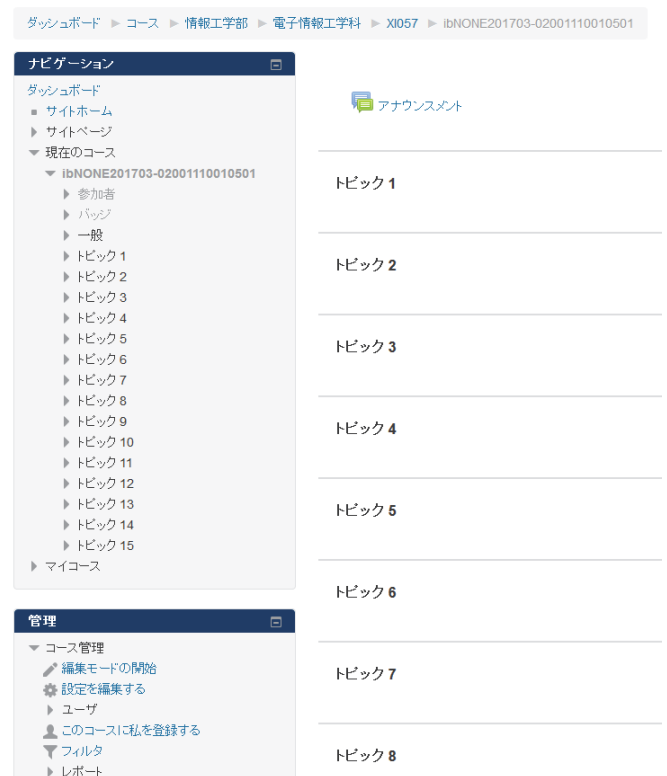 ダッシュボード ▶ コース ▶ 情報工学部 ▶ 電子情報工学科 ▶ XI057 ▶ ibNONE201703-02001110010501
ナビゲーション
ダッシュボード
サイトホーム
サイトページ
現在のコース
ibNONE201703-02001110010501
参加者
バッジ
一般
トピック 1
トピック 2
トピック 3
トピック 4
トピック 5
トピック 6
トピック 7
トピック 8
トピック 9
トピック 10
トピック 11
トピック 12
トピック 13
トピック 14
トピック 15
マイコース
管理
コース管理
編集モードの開始
設定を編集する
ユーザ
このコースに私を登録する
フィルタ
レポート
アナウンスメント
トピック 1
トピック 2
トピック 3
トピック 4
トピック 5
トピック 6
トピック 7
トピック 8